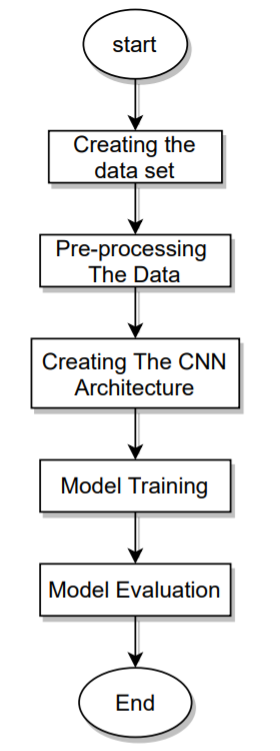 start
Creating the
data set
Pre-processing
The Data
Creating The CNN
Architecture
Model Training
Model Evaluation
End